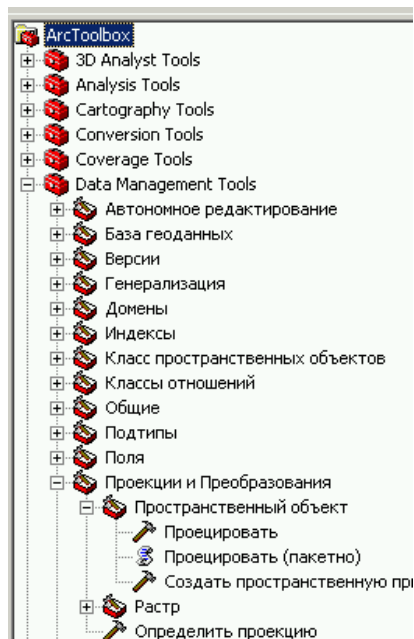 ArcToolbox
3D Analyst Tools
Analysis Tools
Cartography Tools
Conversion Tools
Coverage Tools
Data Management Tools
Автономное редактирование
База геоданных
Версии
Генерализация
Домены
Индексы
Класс пространственных объектов
Классы отношений
Общие
Подтипы
Поля
Проекции и Преобразования
Пространственный объект
Проецировать
Проецировать (пакетно)
Создать пространственную
Растр
Определить проекцию